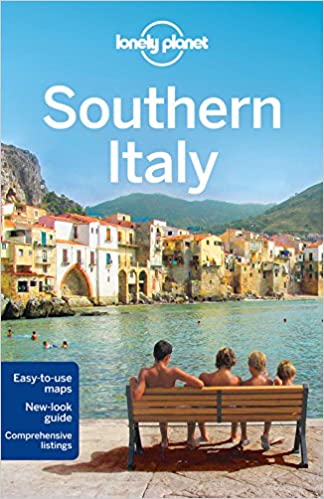 lonely planet
Southern
Italy
Easy-to-use
maps
New-look
guide
Comprehensive
listings